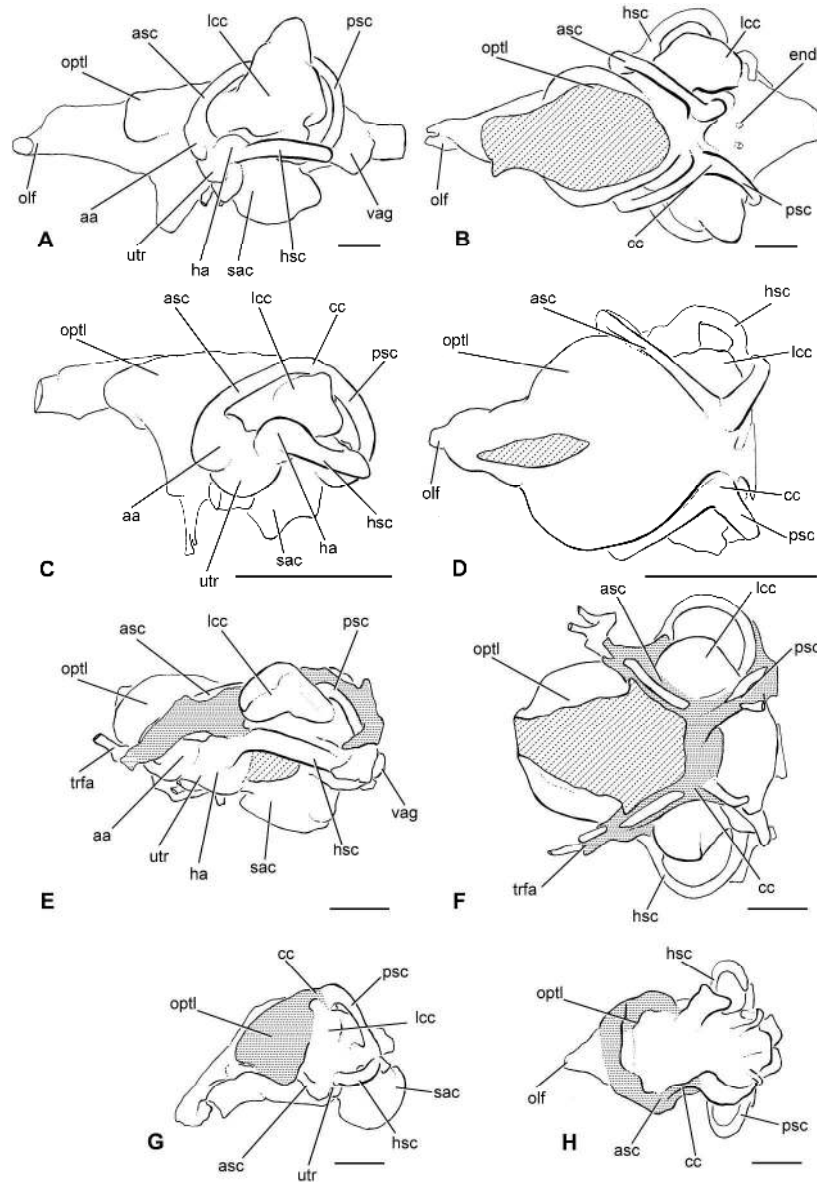 lcc
asc
psc
optl
olf
aa
vag
A
utr
ha
sac
hsc
hsc
lcc
asc
optl
end
olf
B
cc
psc
lcc
asc
cc
optl
psc
aa
hsc
C
utr
sac
ha
asc
hsc
optl
lcc
olf
cc
D
psc
lcc
asc
psc
optl
trfa
aa
vag
utr
ha
sac
hsc
E
lcc
asc
optl
psc
trfa
F
hsc
cc
cc
psc
optl
lcc
sac
G
asc
hsc
utr
hsc
optl
olf
psc
asc
H
cc